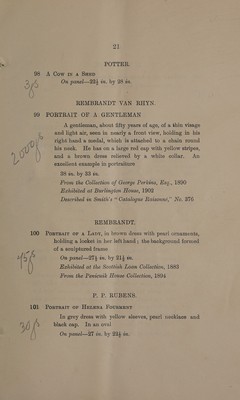 21
POTTER.
98 A COW IN A SHED
On panel—22½ in. by 26 in.
REMBRANDT VAN RHYN.
99 PORTRAIT OF A GENTLEMAN
A gentleman, about fifty years of age, of a thin visage
and light air, seen in nearly a front view, holding in his
right hand a medal, which is attached to a chain round
his neck. He has on a large red cap with yellow stripes,
and a brown dress relieved by a white collar. An
excellent example in portraiture
38 in. by 33 in.
From the Collection of George Perkins, Esq., 1890
Exhibited at Burlington House, 1902
Described in Smith's "Catalogue Raisonné," No. 376
REMBRANDT.
100 PORTRAIT OF A LADY, in brown dress with pearl ornaments,
holding a locket in her left hand; the background formed
of a sculptured frame
On panel—27½ in. by 21½ in.
Exhibited at the Scottish Loan Collection, 1883
From the Pencienik House Collection, 1894
P. P. RUBENS.
101 PORTRAIT OF HELENA FOURMENT
In grey dress with yellow sleeves, pearl necklace and
black cap. In an oval
On panel—27 in. by 23½ in.